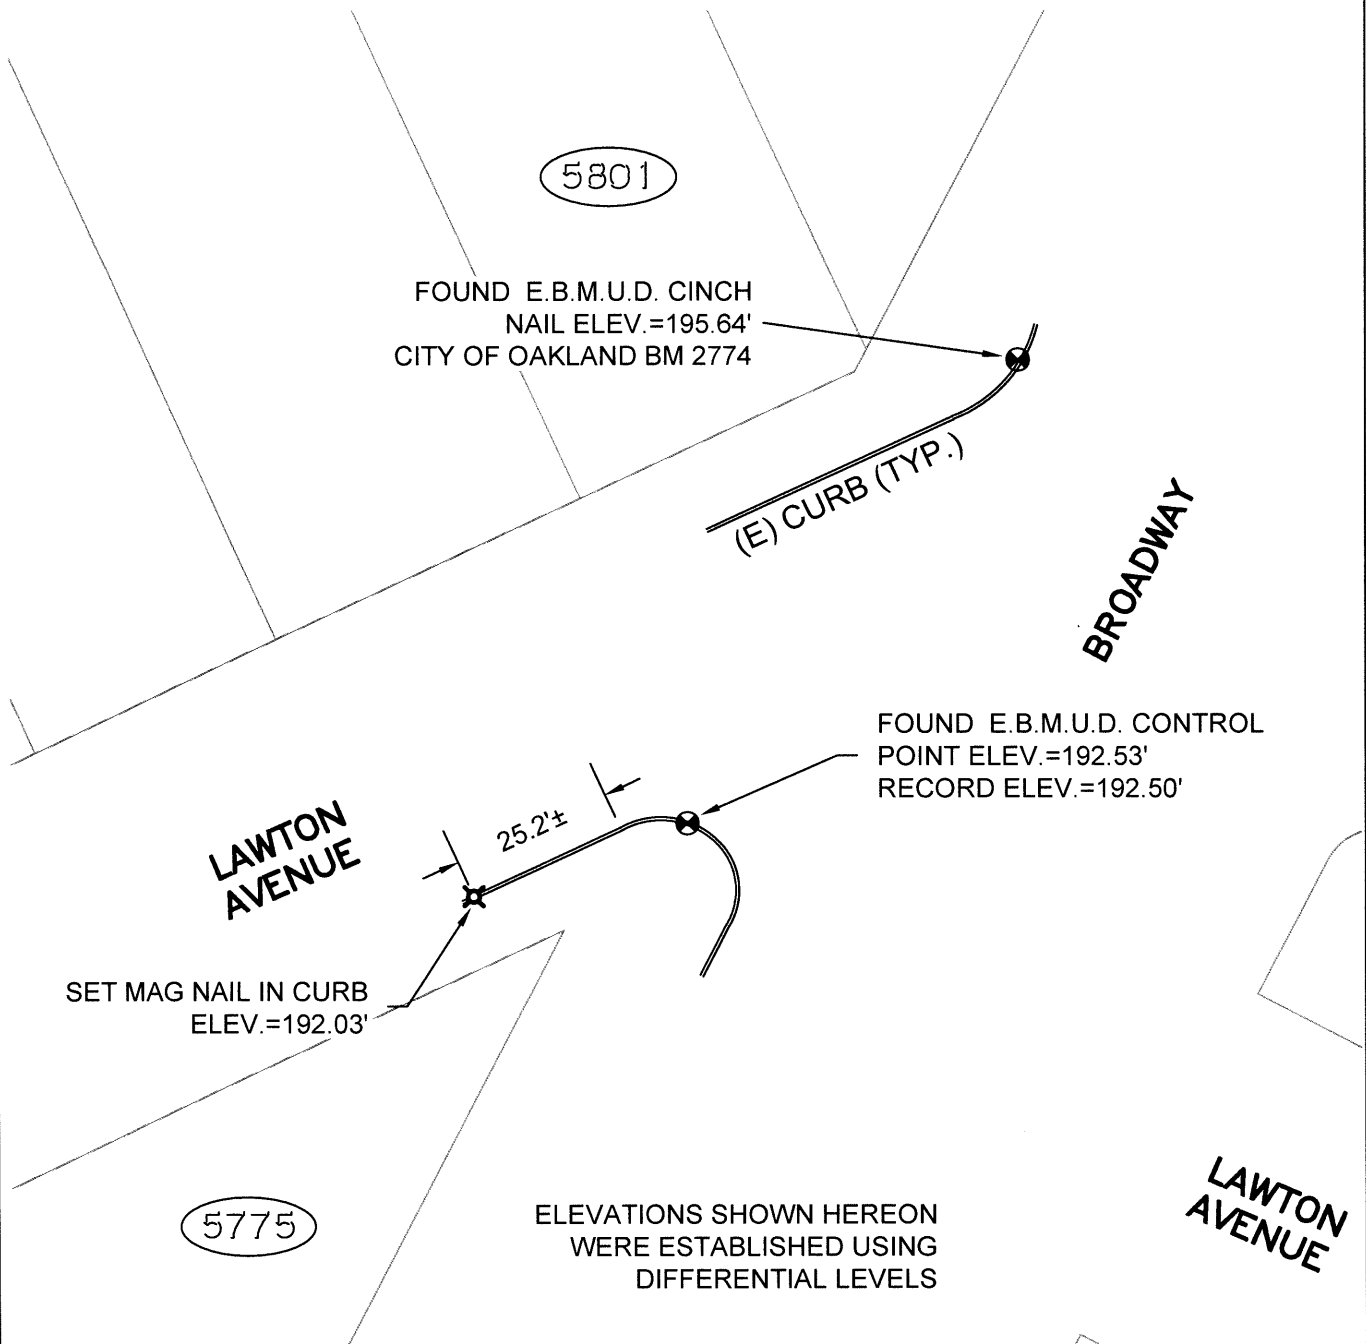 5801
FOUND E.B.M.U.D. CINCH
NAIL ELEV.=195.64'
CITY OF OAKLAND BM 2774
(E) CURB (TYP.)
BROADWAY
FOUND E.B.M.U.D. CONTROL
POINT ELEV.=192.53'
RECORD ELEV.=192.50'
25.2'±
LAWTON
AVENUE
SET MAG NAIL IN CURB
ELEV.=192.03'
5775
ELEVATIONS SHOWN HEREON
WERE ESTABLISHED USING
DIFFERENTIAL LEVELS
LAWTON
AVENUE